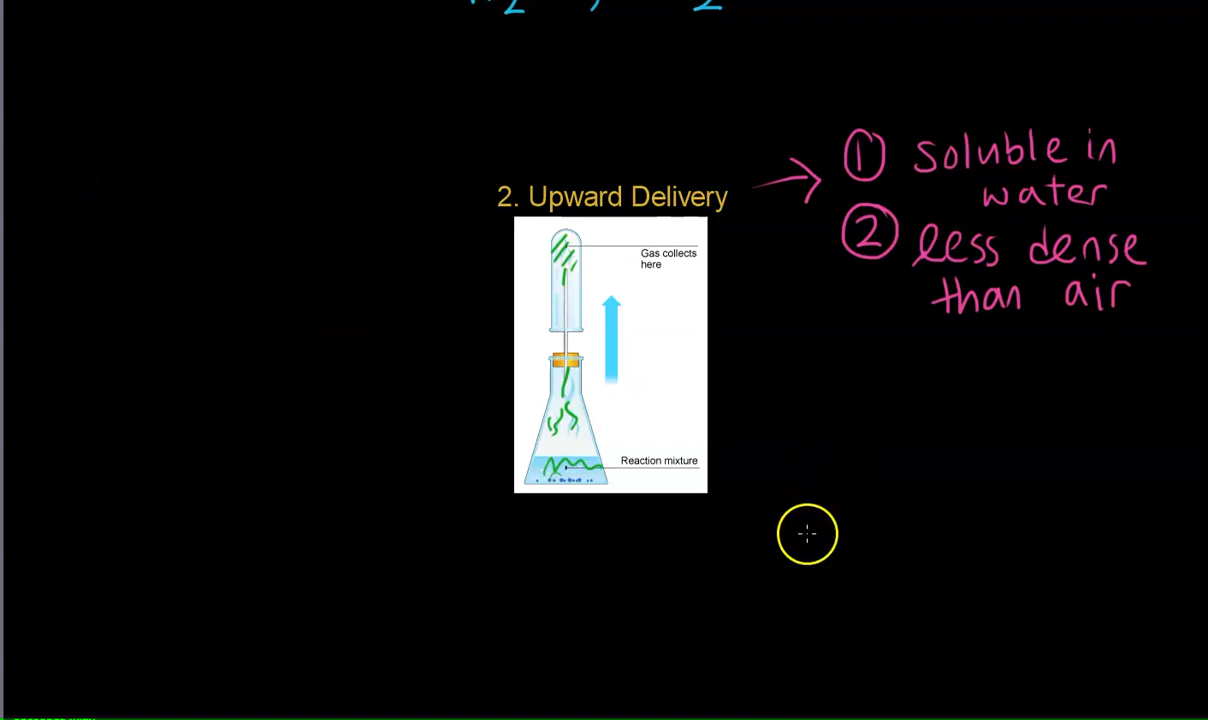 2. Upward Delivery
① soluble in
water
② less dense
than air
Gas collects
here
Reaction mixture